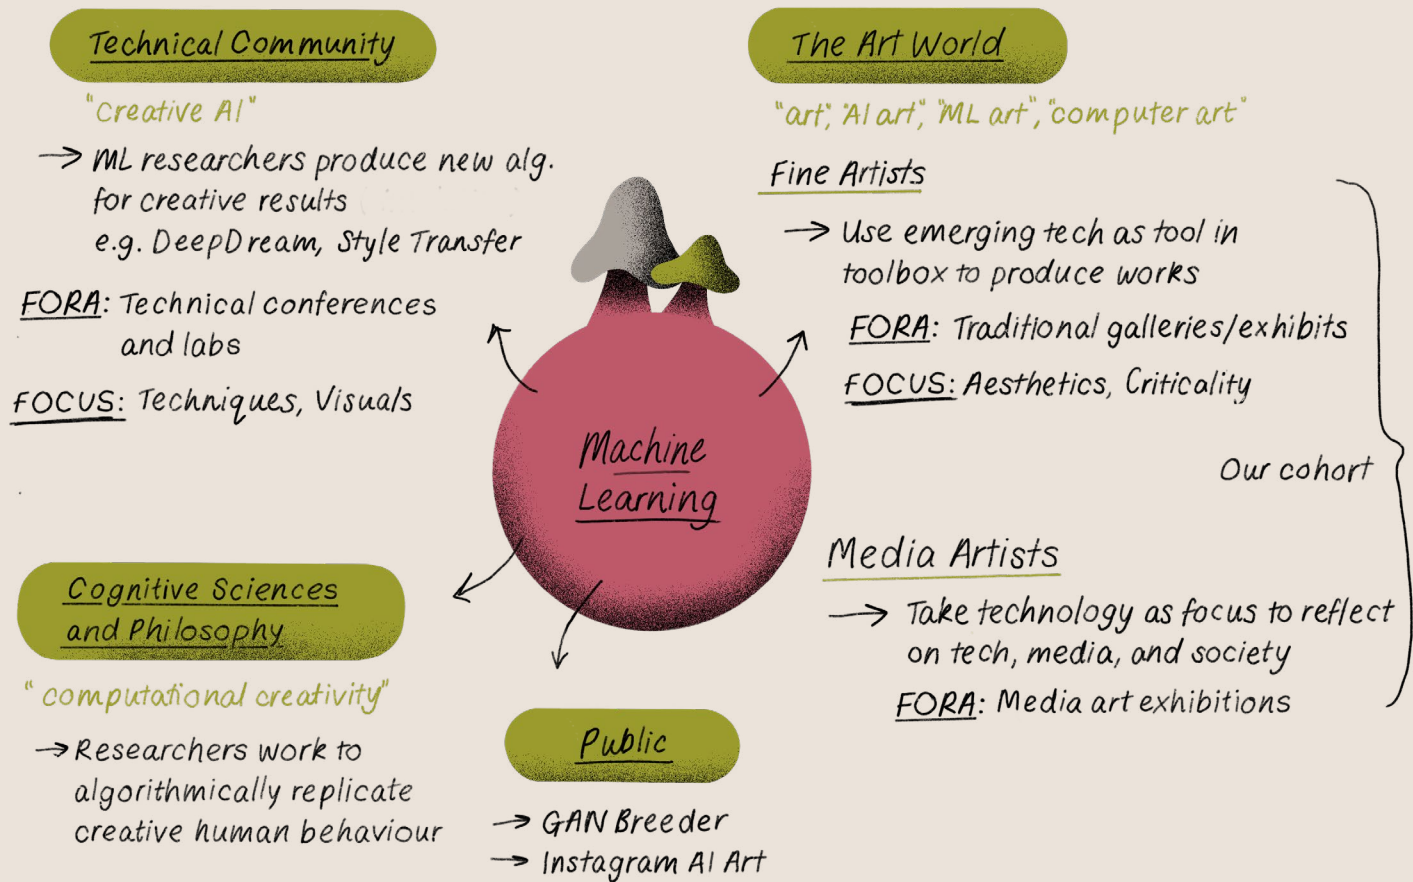 Technical Community
"Creative AI"
→ ML researchers produce new alg.
for creative results
e.g. DeepDream, Style Transfer
FORA: Technical conferences
and labs
FOCUS: Techniques, Visuals
The Art World
"art", "AI art", "ML art", "computer art"
Fine Artists
→ Use emerging tech as tool in
toolbox to produce works
FORA: Traditional galleries/exhibits
FOCUS: Aesthetics, Criticality
Our cohort
Media Artists
→ Take technology as focus to reflect
on tech, media, and society
FORA: Media art exhibitions
Machine
Learning
Cognitive Sciences
and Philosophy
"computational creativity"
→ Researchers work to
algorithmically replicate
creative human behaviour
Public
→ GAN Breeder
→ Instagram AI Art